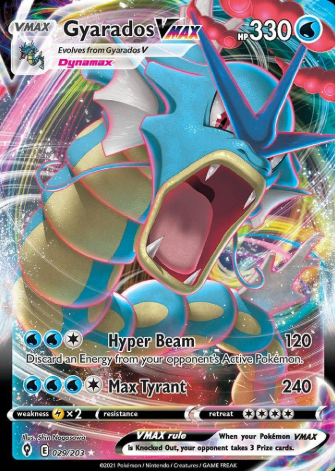 VMAX Gyarados VMAX HP 330
Evolves from Gyarados V
Dynamax
Hyper Beam 120
Discard an Energy from your opponent's Active Pokémon.
Max Tyrant 240
weakness ×2 resistance retreat
Illus. Shin Nagasawa
VMAX rule When your Pokémon VMAX
is Knocked Out, your opponent takes 3 Prize cards.
E 029/203
©2021 Pokémon / Nintendo / Creatures / GAME FREAK